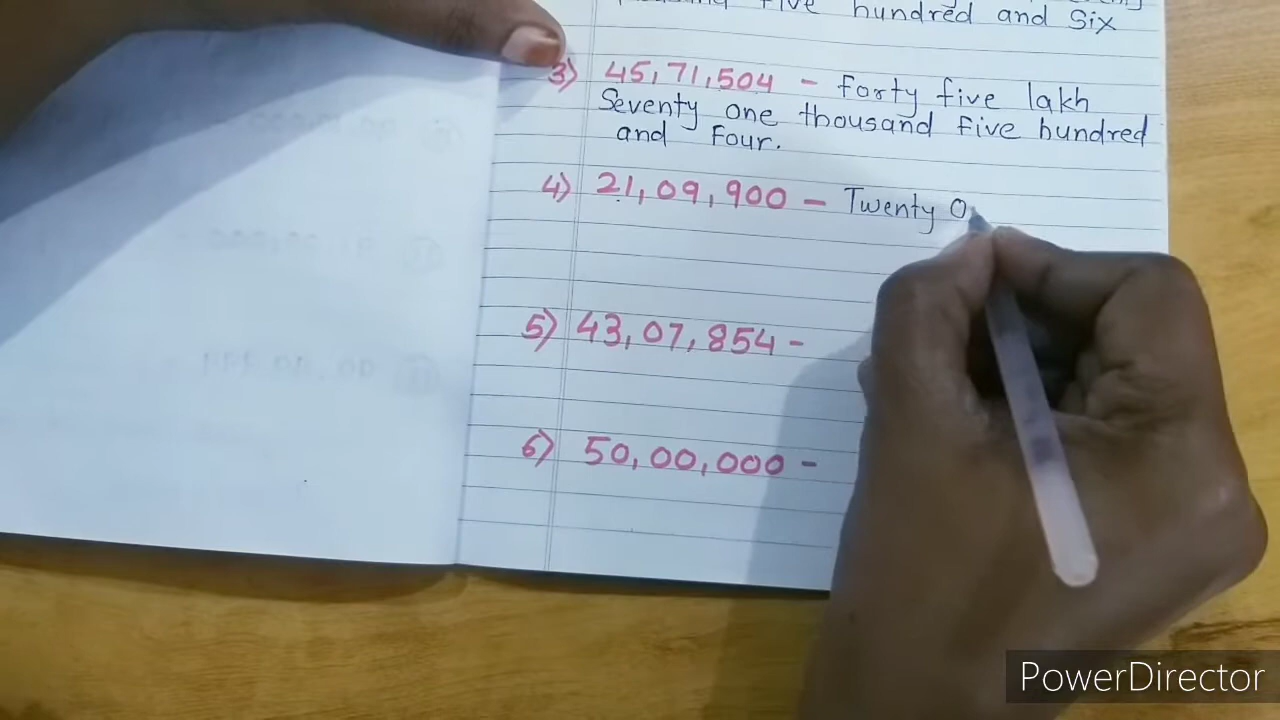 five hundred and Six
3) 45,71,504 - forty five lakh
Seventy one thousand five hundred
and Four.
4) 21,09,900 - Twenty O
5) 43,07,854 -
6) 50,00,000 -
PowerDirector